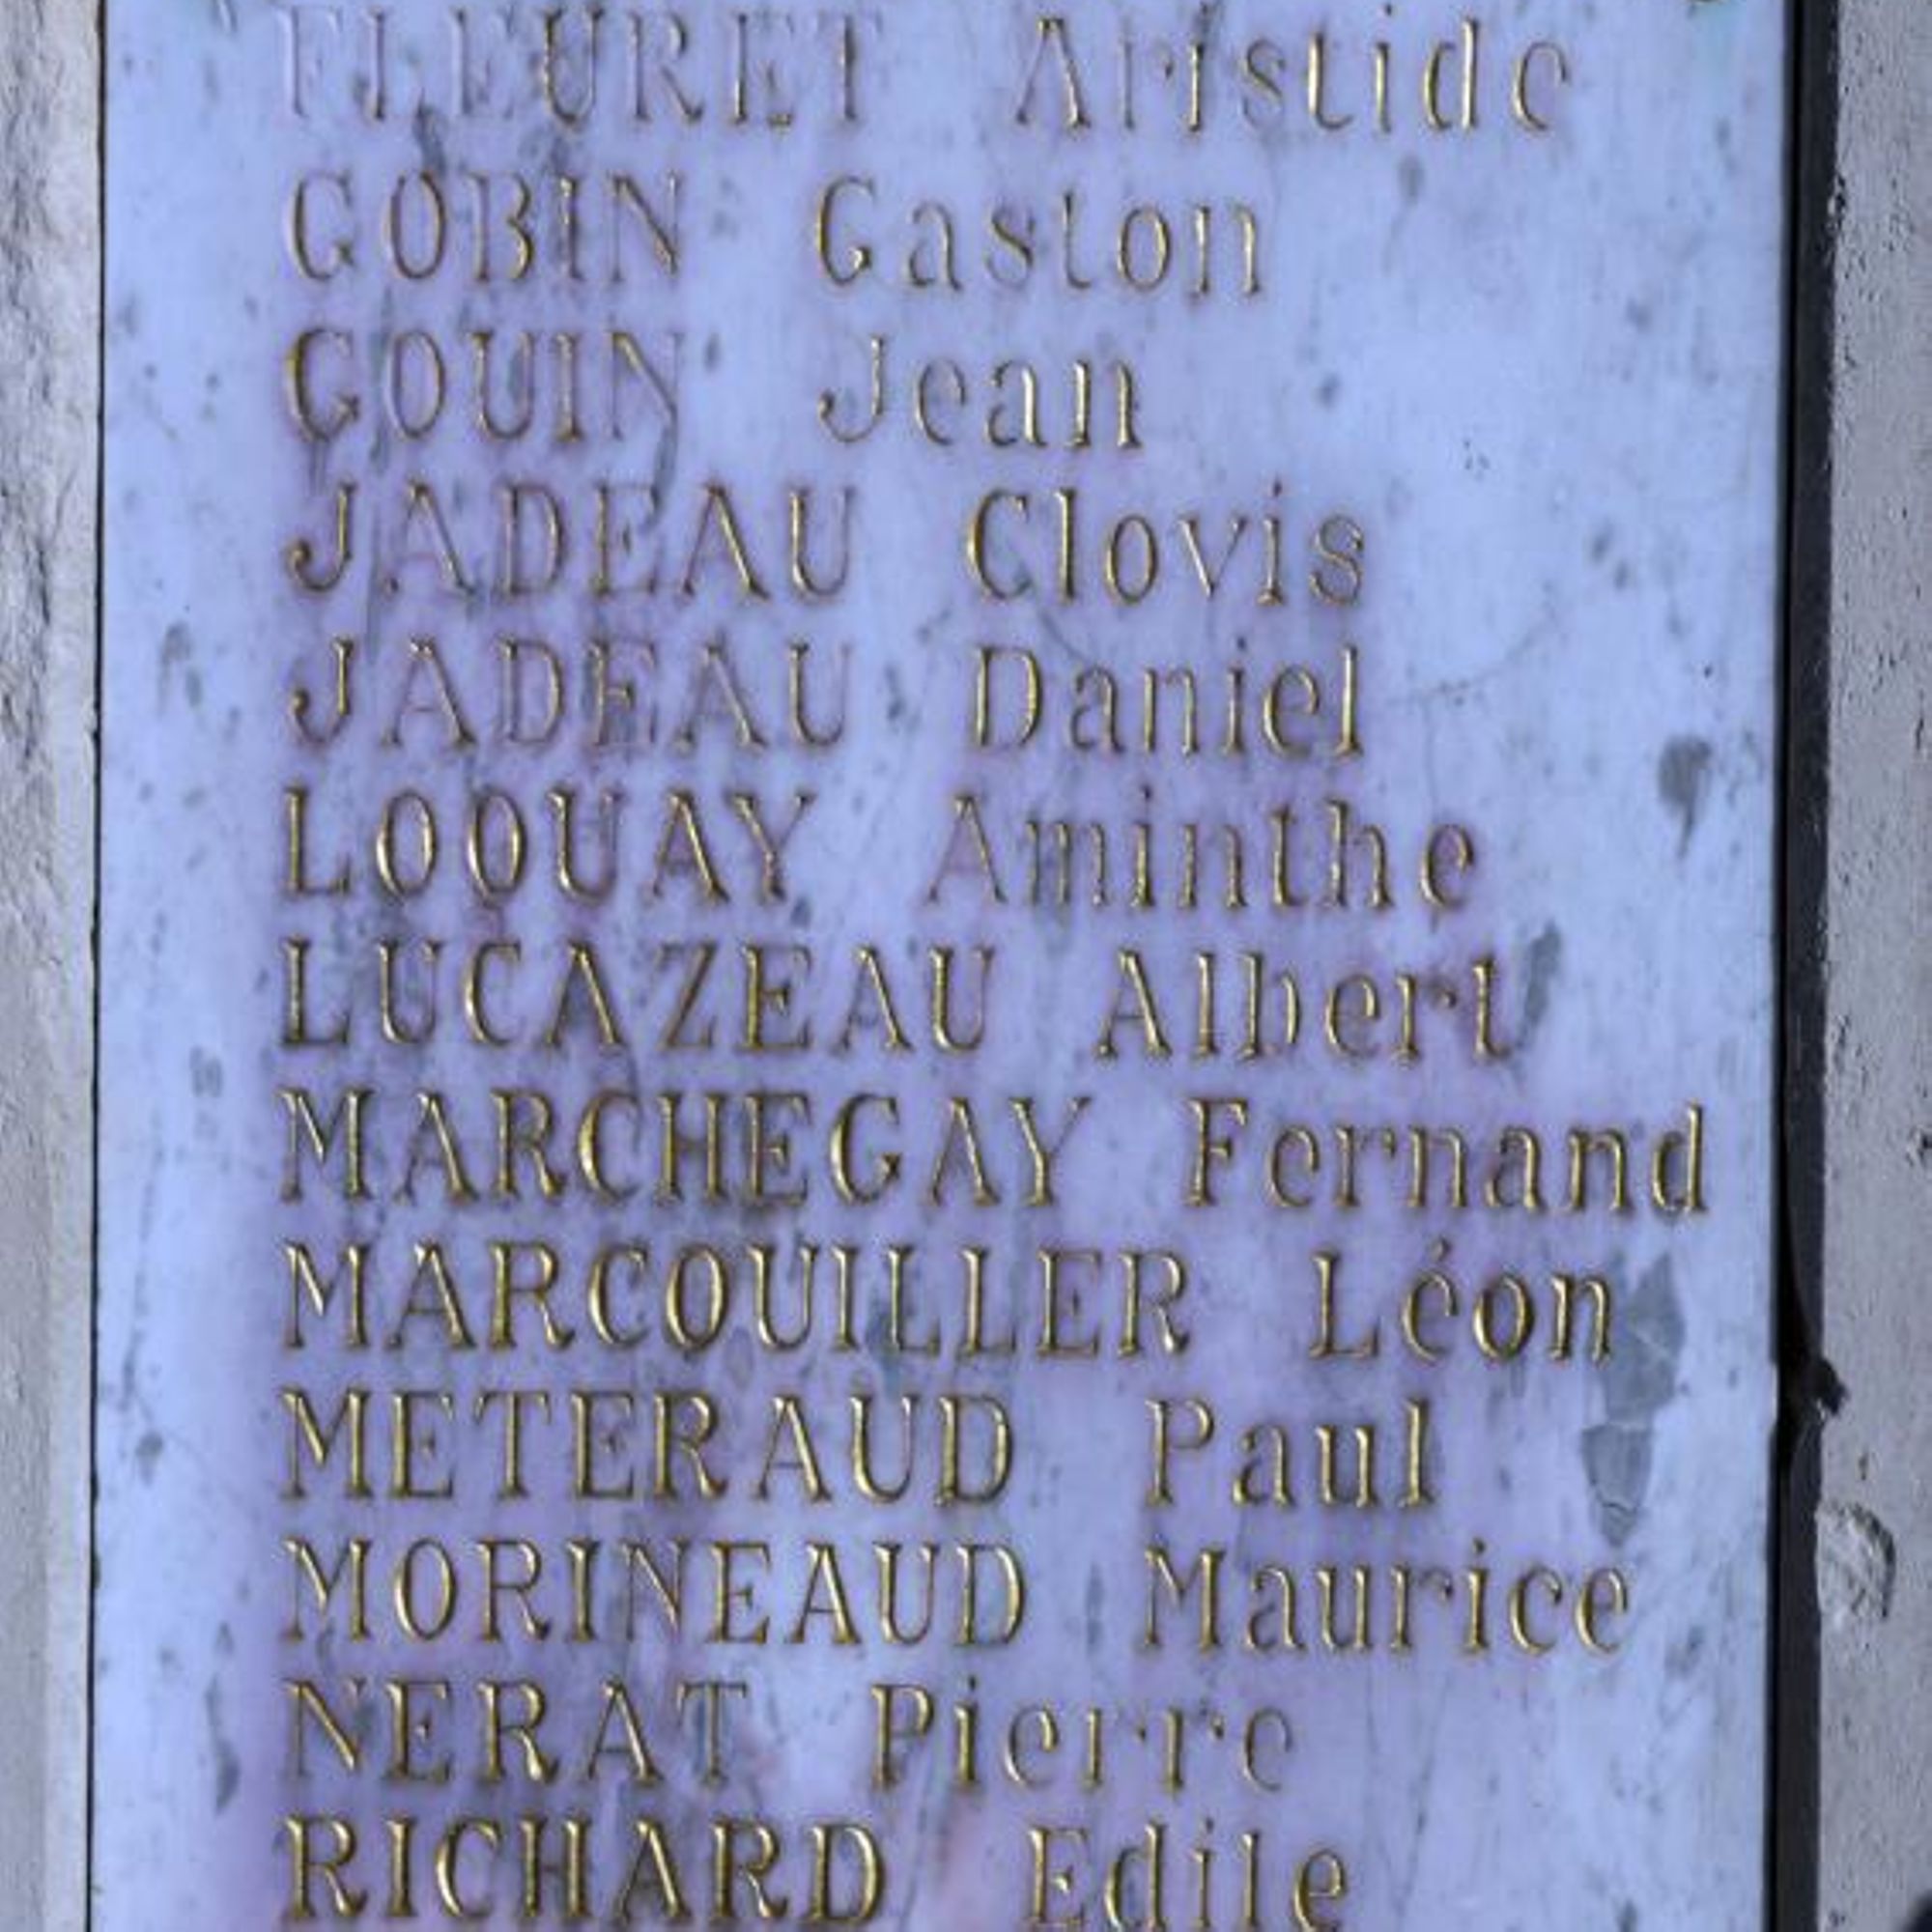 FLEURET Aristide
GOBIN Gaston
GOUIN Jean
JADEAU Clovis
JADEAU Daniel
LOQUAY Aminthe
LUCAZEAU Albert
MARCHEGAY Fernand
MARCOUILLER Léon
METERAUD Paul
MORINEAUD Maurice
NERAT Pierre
RICHARD Edile